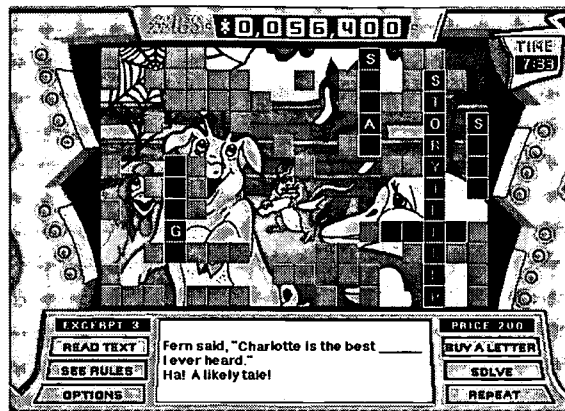 0,056,400
TIME
7:33
S
A
S
STORYTELLER
G
EXCERPT 3
READ TEXT
SEE RULES
OPTIONS
Fern said, "Charlotte is the best _____
I ever heard."
Ha! A likely tale!
PRICE 200
BUY A LETTER
SOLVE
REPEAT